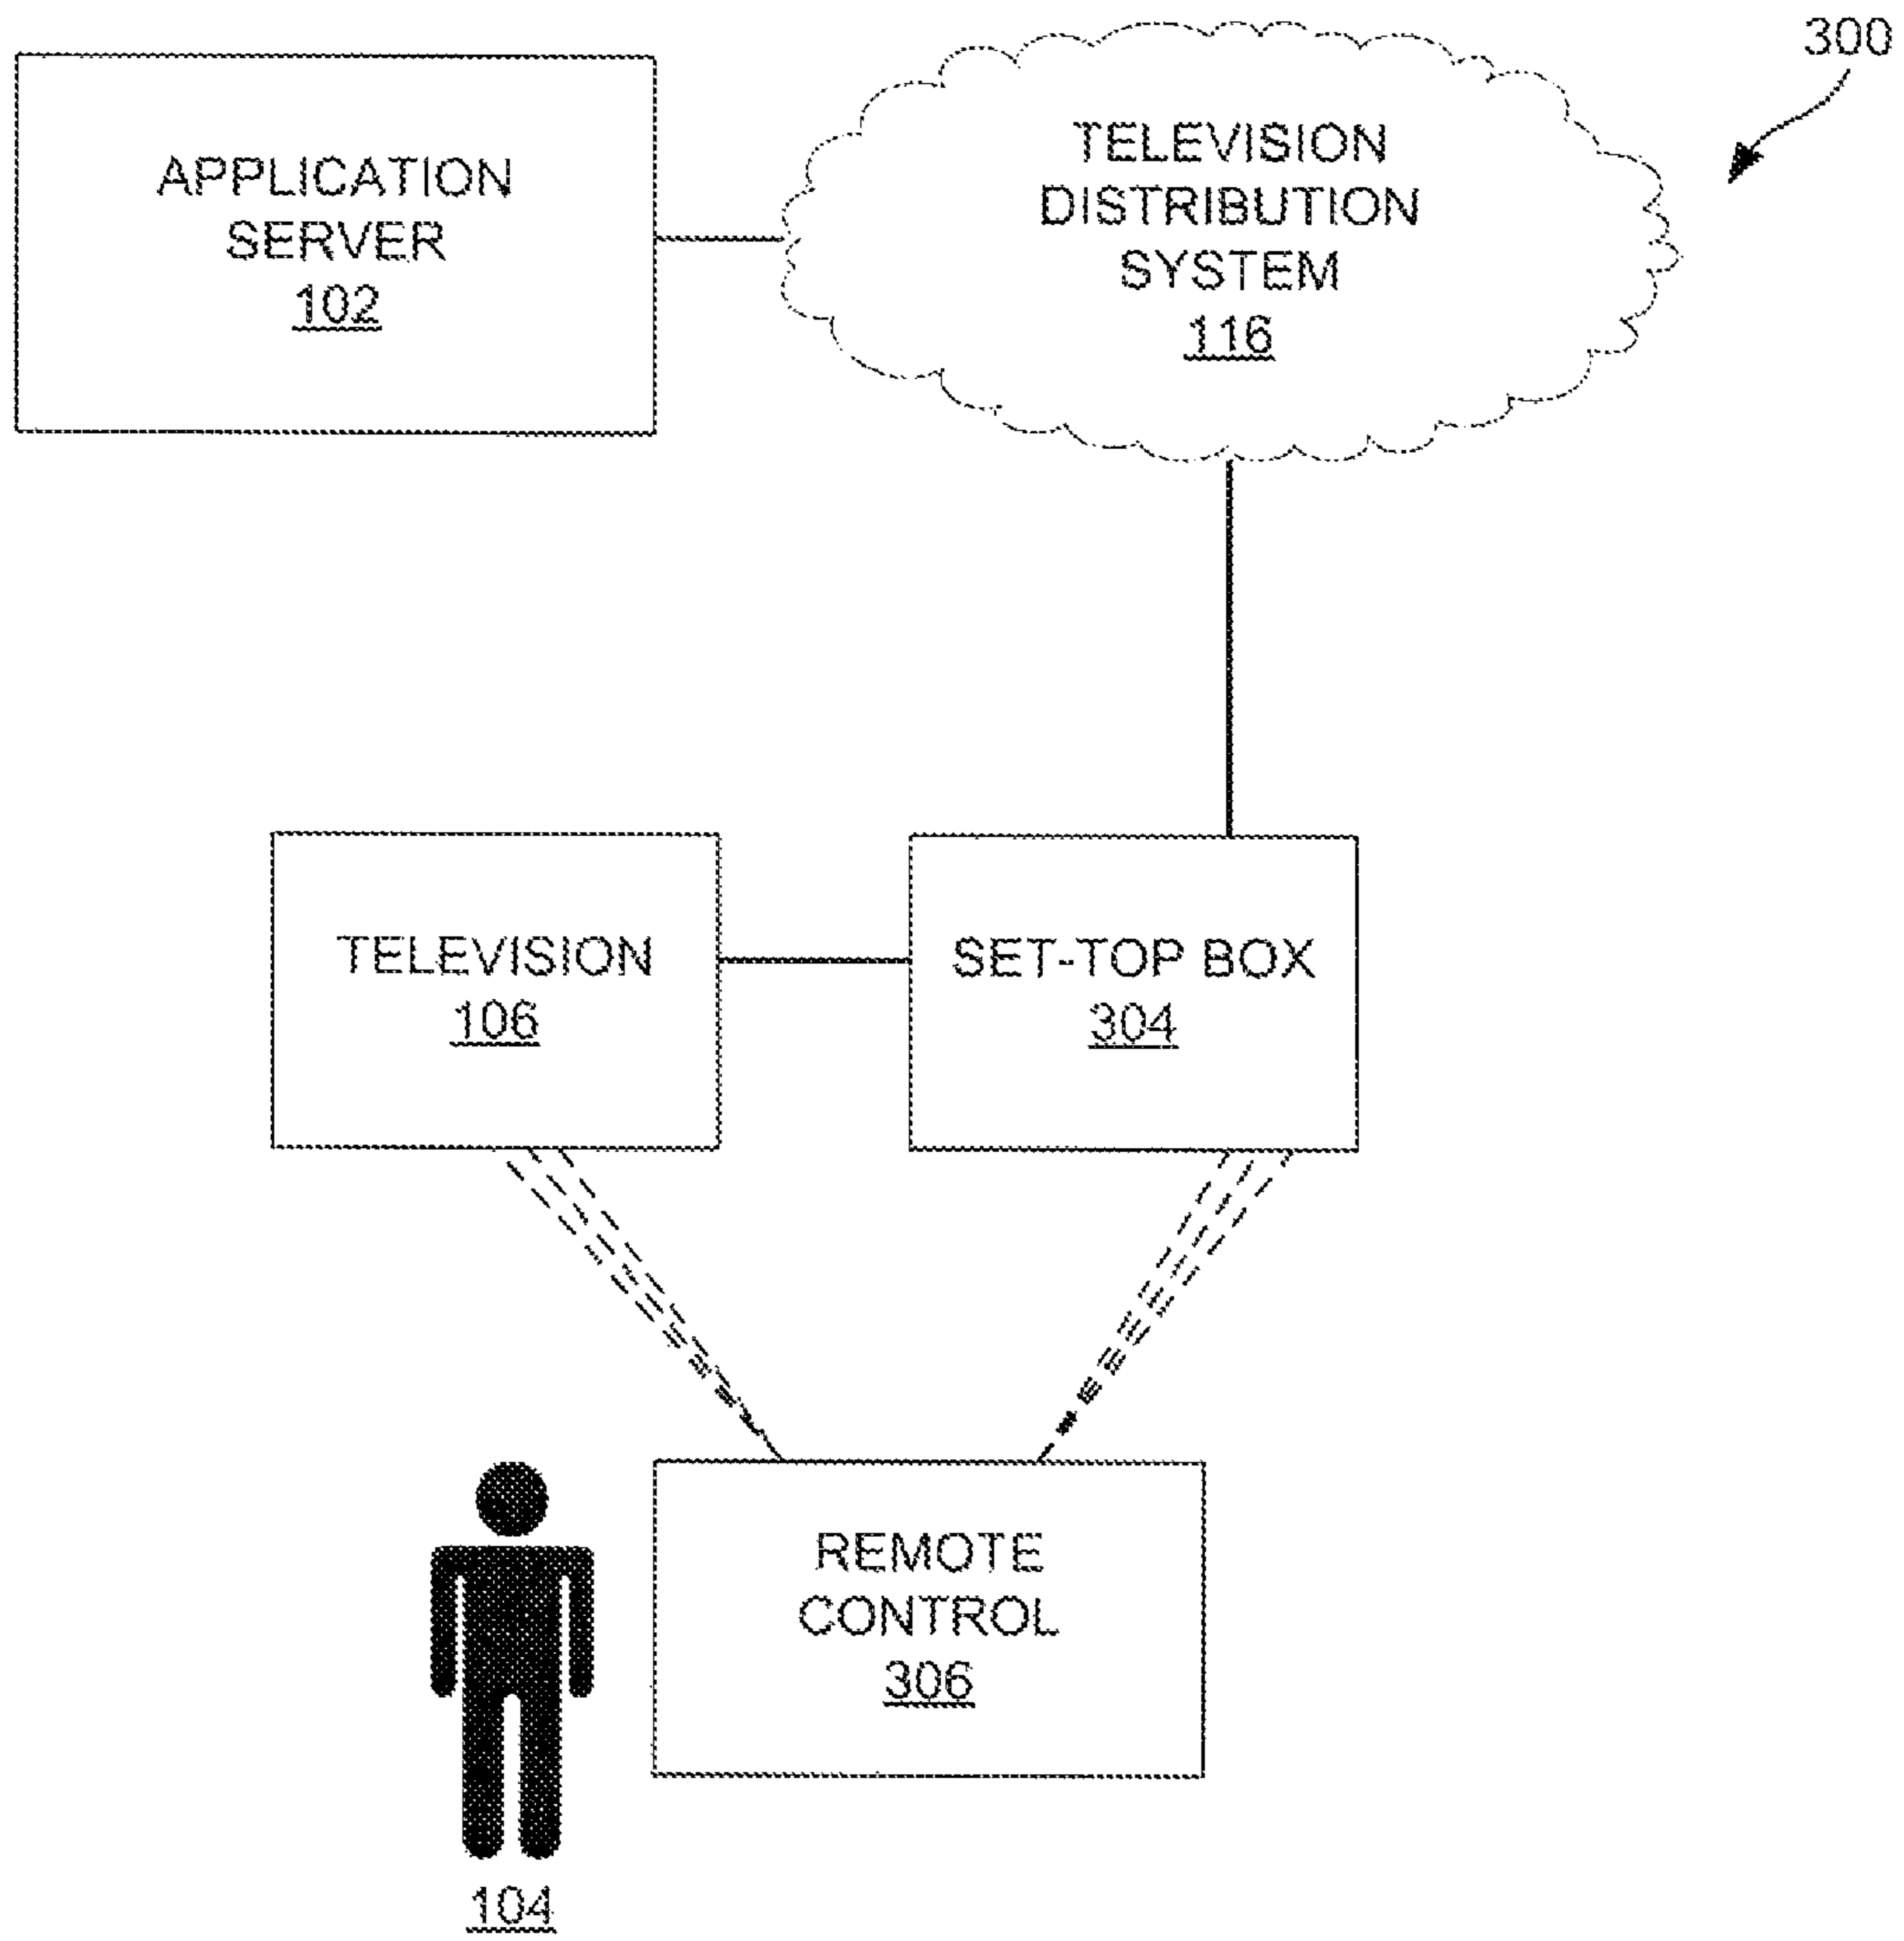 300
APPLICATION
SERVER
102
TELEVISION
DISTRIBUTION
SYSTEM
116
TELEVISION
106
SET-TOP BOX
304
REMOTE
CONTROL
306
104